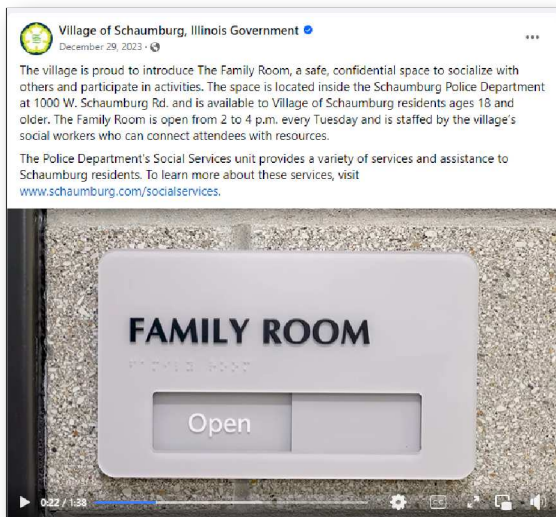 Village of Schaumburg, Illinois Government
December 29, 2023 ·
The village is proud to introduce The Family Room, a safe, confidential space to socialize with
others and participate in activities. The space is located inside the Schaumburg Police Department
at 1000 W. Schaumburg Rd. and is available to Village of Schaumburg residents ages 18 and
older. The Family Room is open from 2 to 4 p.m. every Tuesday and is staffed by the village's
social workers who can connect attendees with resources.
The Police Department's Social Services unit provides a variety of services and assistance to
Schaumburg residents. To learn more about these services, visit
www.schaumburg.com/socialservices.
FAMILY ROOM
Open
0:22 / 1:38